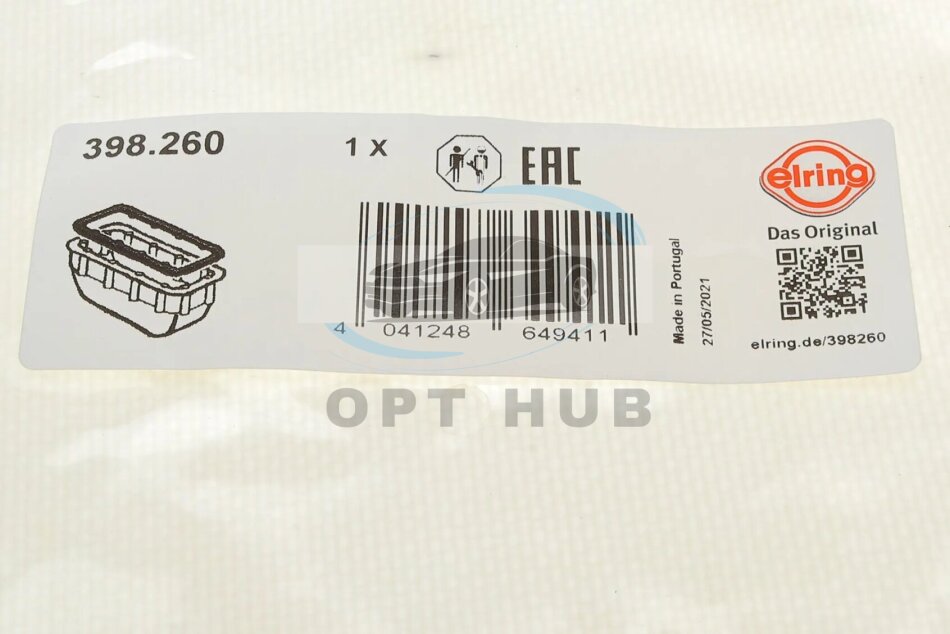 398.260
1 X
EAC
elring
Das Original
4 041248 649411
Made in Portugal
27/05/2021
elring.de/398260
OPT HUB